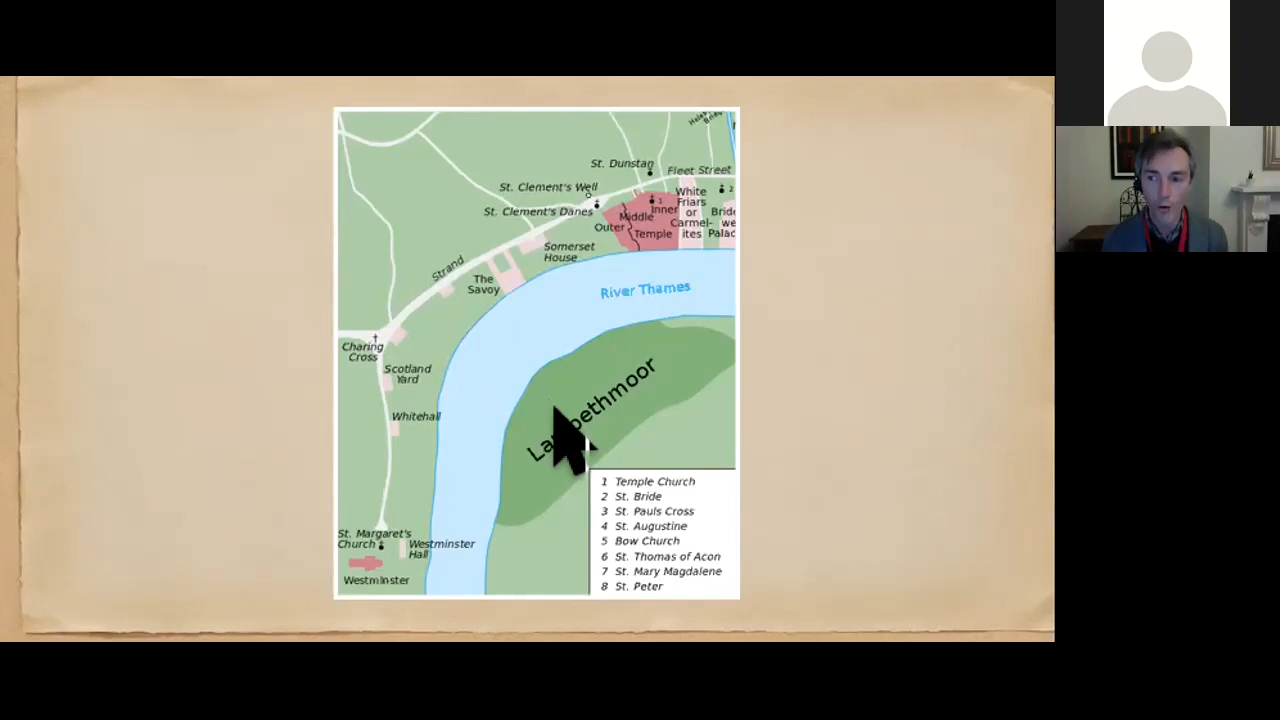 St. Dunstan
Fleet Street
St. Clement's Well
St. Clement's Danes
White
Friars
or
Carmel-
ites
2
1
Inner
Middle
Outer
Temple
Somerset
House
Strand
The
Savoy
River Thames
Charing
Cross
Scotland
Yard
Whitehall
St. Margaret's
Church
Westminster
Hall
Westminster
1 Temple Church
2 St. Bride
3 St. Pauls Cross
4 St. Augustine
5 Bow Church
6 St. Thomas of Acon
7 St. Mary Magdalene
8 St. Peter